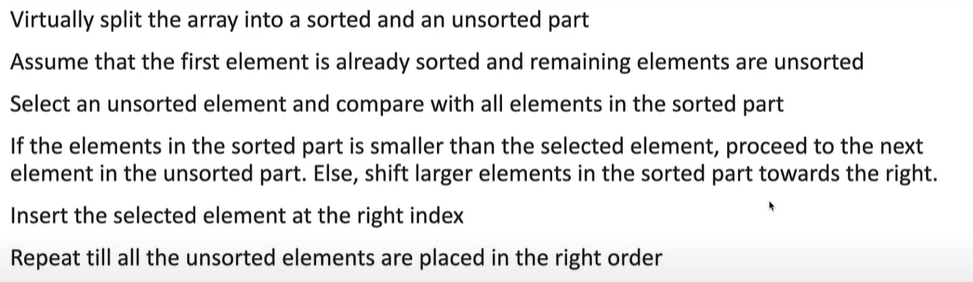 Virtually split the array into a sorted and an unsorted part
Assume that the first element is already sorted and remaining elements are unsorted
Select an unsorted element and compare with all elements in the sorted part
If the elements in the sorted part is smaller than the selected element, proceed to the next
element in the unsorted part. Else, shift larger elements in the sorted part towards the right.
Insert the selected element at the right index
Repeat till all the unsorted elements are placed in the right order